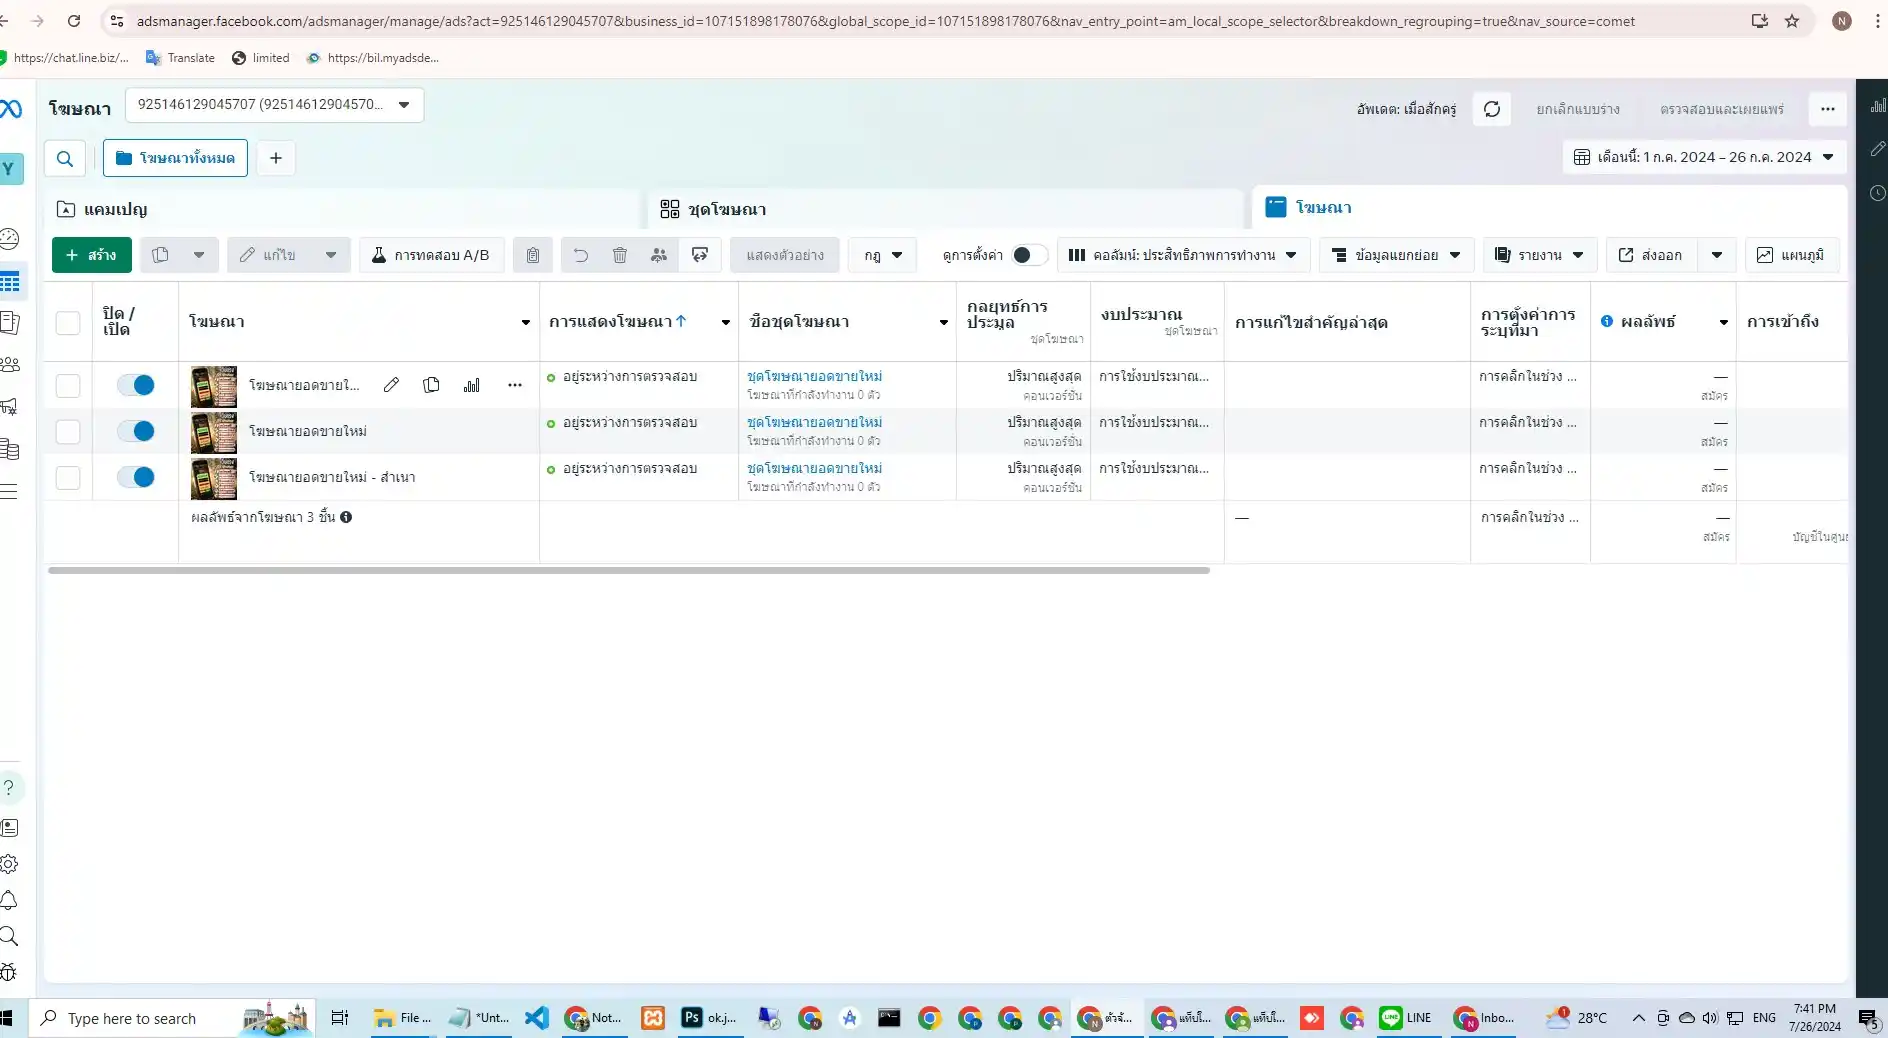 adsmanager.facebook.com/adsmanager/manage/ads?act=925146129045707&business_id=107151898178076&global_scope_id=107151898178076&nav_entry_point=am_local_scope_selector&breakdown_regrouping=true&nav_source=comet
N
https://chat.line.biz/... Translate limited https://bil.myadsde...
โฆษณา 925146129045707 (92514612904570... อัพเดต: เมื่อสักครู่ ยกเลิกแบบร่าง ตรวจสอบและเผยแพร่
Y โฆษณาทั้งหมด + เดือนนี้: 1 ก.ค. 2024 – 26 ก.ค. 2024
แคมเปญ ชุดโฆษณา โฆษณา
+ สร้าง แก้ไข การทดสอบ A/B แสดงตัวอย่าง กฎ ดูการตั้งค่า คอลัมน์: ประสิทธิภาพการทำงาน ข้อมูลแยกย่อย รายงาน ส่งออก แผนภูมิ
ปิด / เปิด โฆษณา การแสดงโฆษณา ↑ ชื่อชุดโฆษณา กลยุทธ์การประมูล ชุดโฆษณา งบประมาณ ชุดโฆษณา การแก้ไขสำคัญล่าสุด การตั้งค่าการระบุที่มา ผลลัพธ์ การเข้าถึง
โฆษณายอดขายใ... อยู่ระหว่างการตรวจสอบ ชุดโฆษณายอดขายใหม่ ปริมาณสูงสุด การใช้งบประมาณ... การคลิกในช่วง ... —
โฆษณาที่กำลังทำงาน 0 ตัว คอนเวอร์ชั่น สมัคร
โฆษณายอดขายใหม่ อยู่ระหว่างการตรวจสอบ ชุดโฆษณายอดขายใหม่ ปริมาณสูงสุด การใช้งบประมาณ... การคลิกในช่วง ... —
โฆษณาที่กำลังทำงาน 0 ตัว คอนเวอร์ชั่น สมัคร
โฆษณายอดขายใหม่ - สำเนา อยู่ระหว่างการตรวจสอบ ชุดโฆษณายอดขายใหม่ ปริมาณสูงสุด การใช้งบประมาณ... การคลิกในช่วง ... —
โฆษณาที่กำลังทำงาน 0 ตัว คอนเวอร์ชั่น สมัคร
ผลลัพธ์จากโฆษณา 3 ชิ้น — การคลิกในช่วง ... —
สมัคร บัญชีในศูนย
Type here to search File ... *Unt... Not... Ps ok.j... ตัวจั... แท็บใ... แท็บใ... LINE Inbo... 28°C ENG 7:41 PM
7/26/2024 5